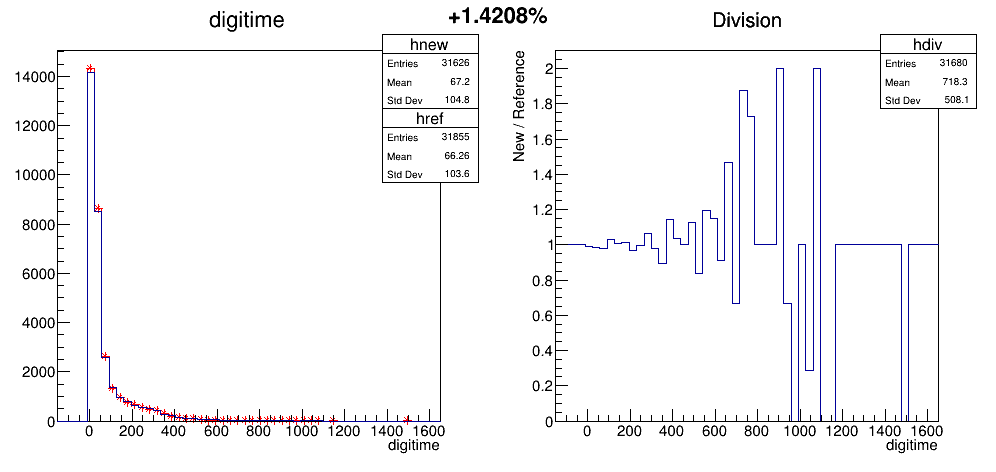 digitime
+1.4208%
Division
hnew
Entries 31626
Mean 67.2
Std Dev 104.8
href
Entries 31855
Mean 66.26
Std Dev 103.6
14000
12000
10000
8000
6000
4000
2000
0
0 200 400 600 800 1000 1200 1400 1600
digitime
hdiv
Entries 31680
Mean 718.3
Std Dev 508.1
New / Reference
2
1.8
1.6
1.4
1.2
1
0.8
0.6
0.4
0.2
0
0 200 400 600 800 1000 1200 1400 1600
digitime